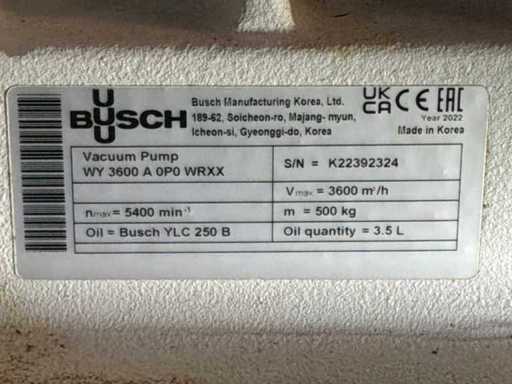 BUSCH
Busch Manufacturing Korea, Ltd.
189-62, Soicheon-ro, Majang- myun,
Icheon-si, Gyeonggi-do, Korea
UK CA CE EAC
Year 2022
Made in Korea
Vacuum Pump
WY 3600 A 0P0 WRXX
S/N = K22392324
Vmax = 3600 m³/h
nmax = 5400 min⁻¹
m = 500 kg
Oil = Busch YLC 250 B
Oil quantity = 3.5 L